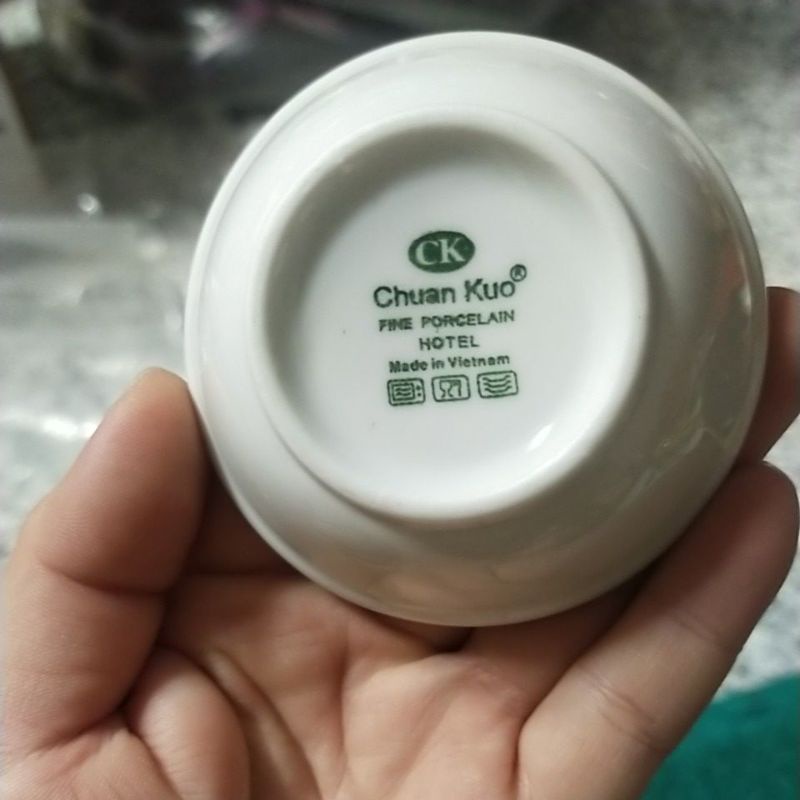 CK
Chuan Kuo®
FINE PORCELAIN
HOTEL
Made in Vietnam